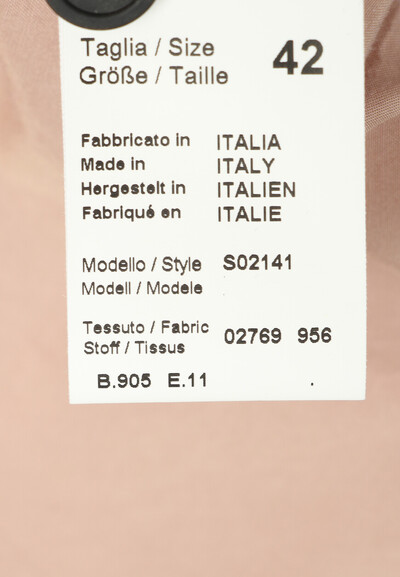 Taglia / Size 42
Größe / Taille
Fabbricato in ITALIA
Made in ITALY
Hergestelt in ITALIEN
Fabriqué en ITALIE
Modello / Style S02141
Modell / Modele
Tessuto / Fabric 02769 956
Stoff / Tissus
B.905 E.11 .